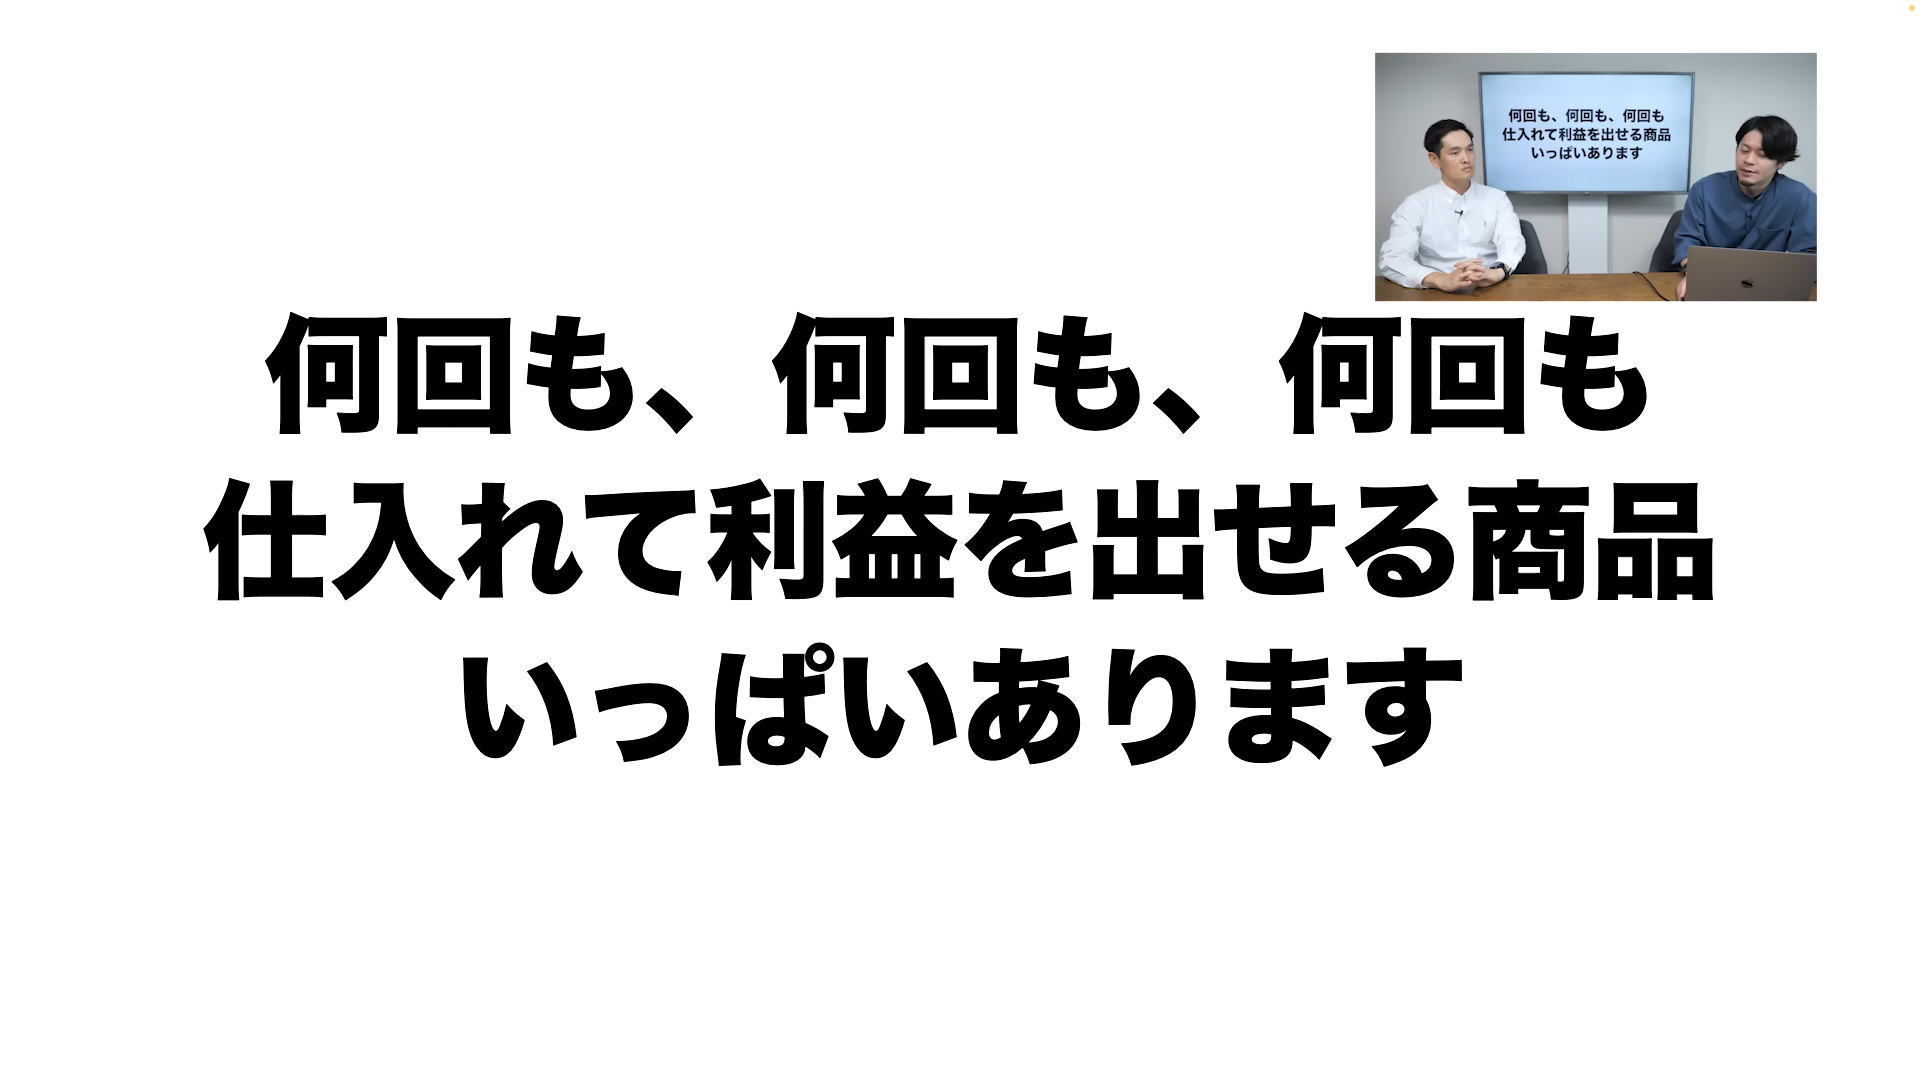 何回も、何回も、何回も
仕入れて利益を出せる商品
いっぱいあります
何回も、何回も、何回も
仕入れて利益を出せる商品
いっぱいあります